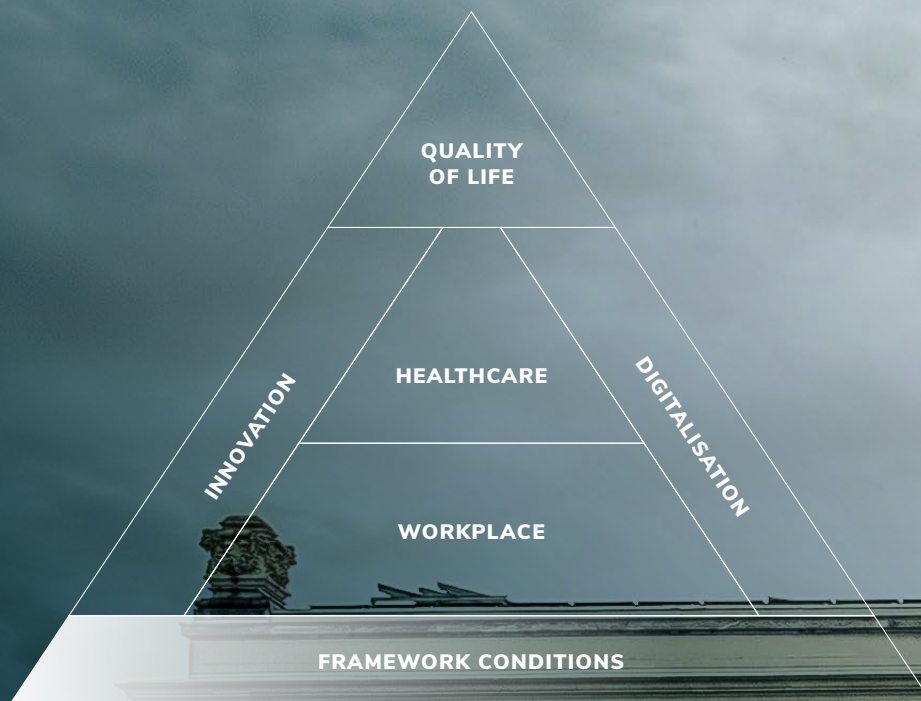 QUALITY
OF LIFE
HEALTHCARE
INNOVATION
DIGITALISATION
WORKPLACE
FRAMEWORK CONDITIONS